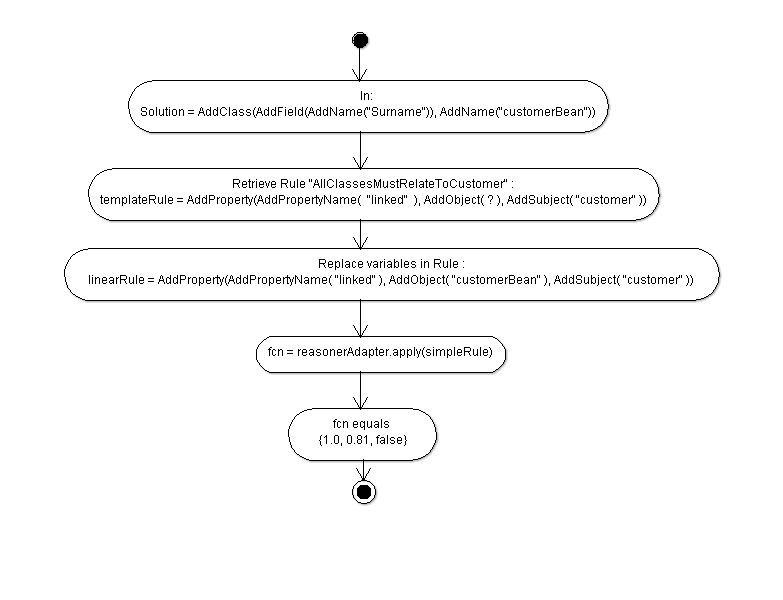 In:
Solution = AddClass(AddField(AddName("Surname")), AddName("customerBean"))
Retrieve Rule "AllClassesMustRelateToCustomer" :
templateRule = AddProperty(AddPropertyName( "linked" ), AddObject( ? ), AddSubject( "customer" ))
Replace variables in Rule :
linearRule = AddProperty(AddPropertyName( "linked" ), AddObject( "customerBean" ), AddSubject( "customer" ))
fcn = reasonerAdapter.apply(simpleRule)
fcn equals
{1.0, 0.81, false}